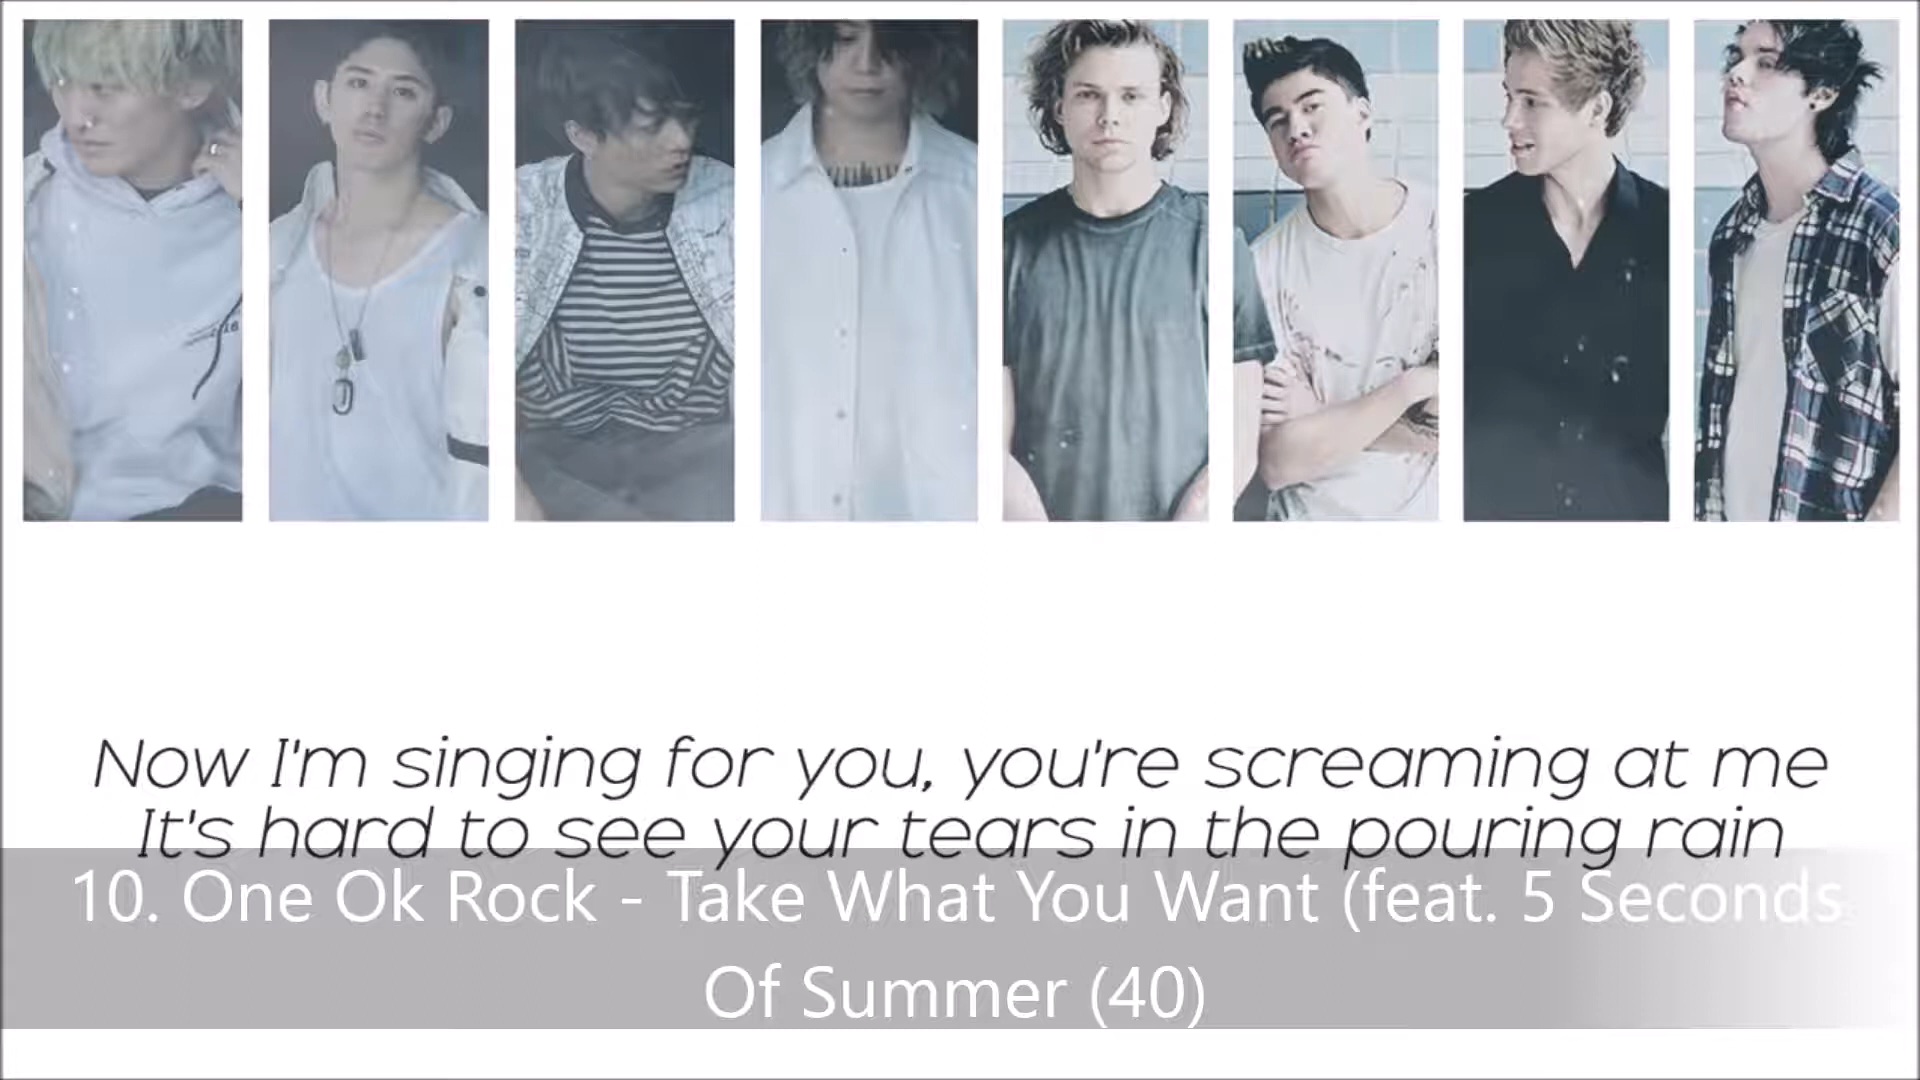 Now I'm singing for you, you're screaming at me
It's hard to see your tears in the pouring rain
10. One Ok Rock - Take What You Want (feat. 5 Seconds
Of Summer (40)